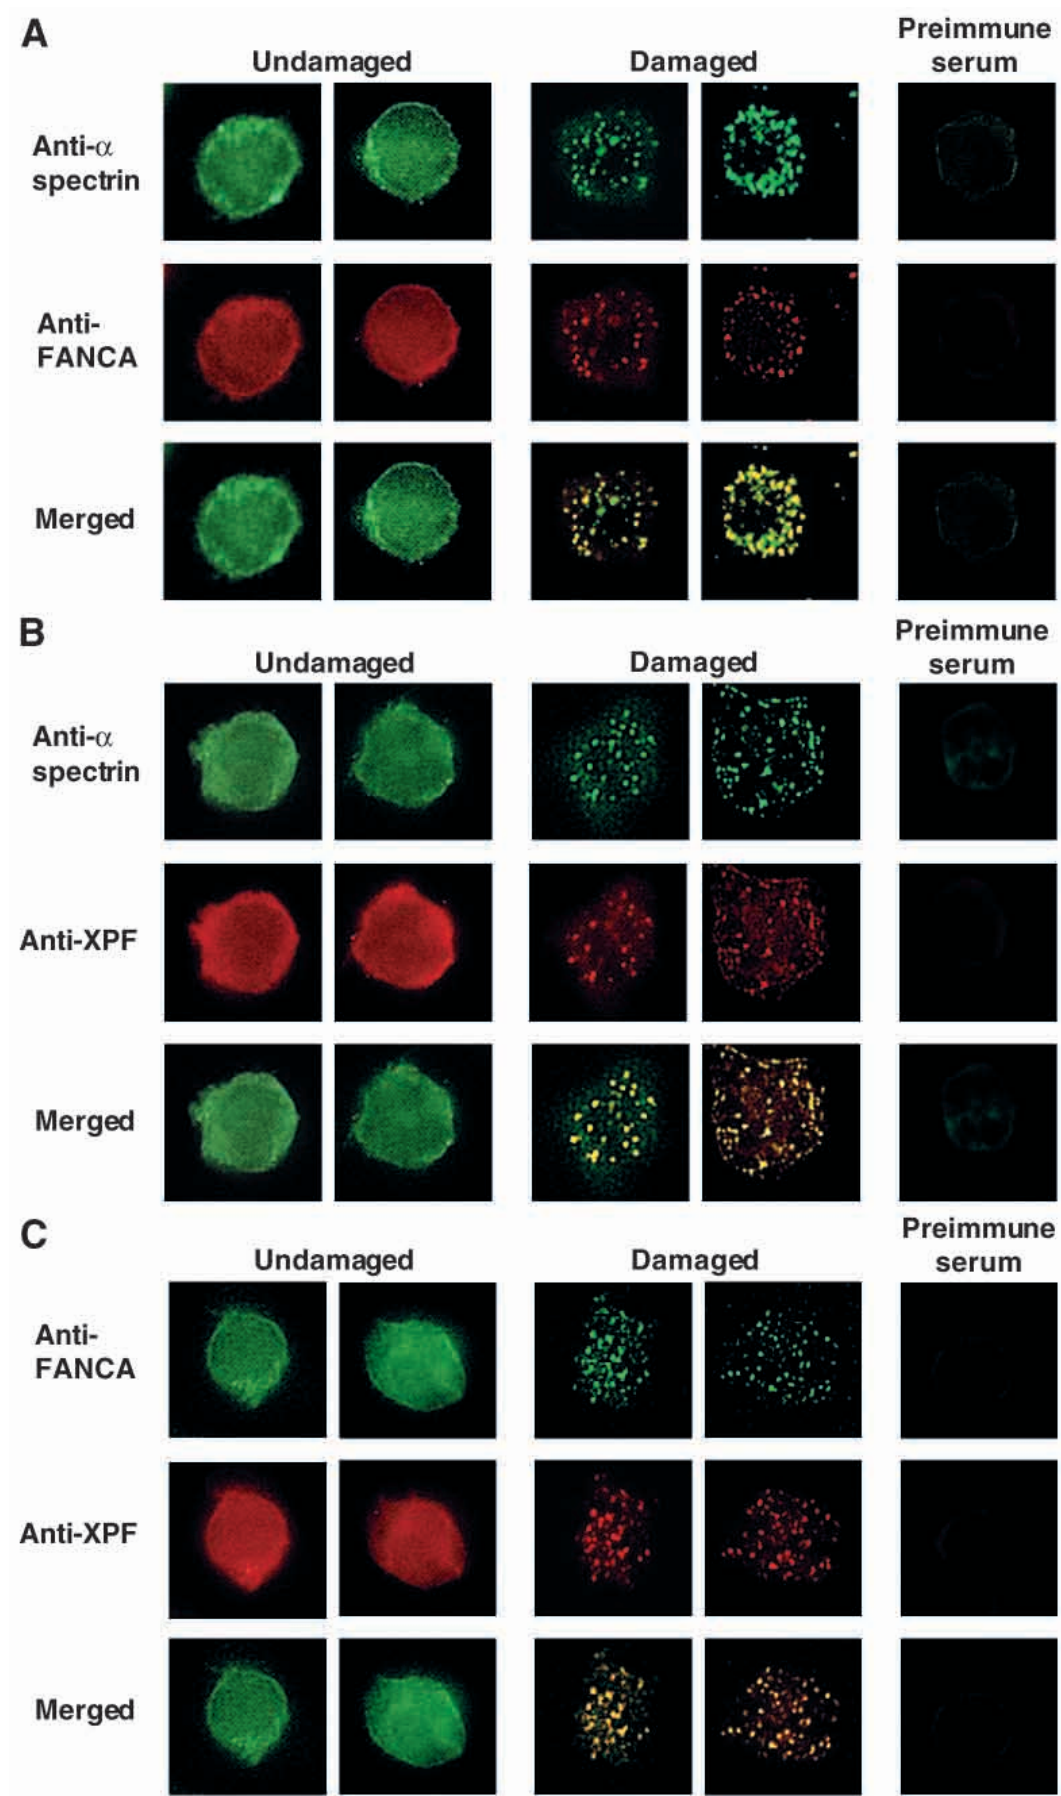 A
Preimmune
serum
Undamaged
Damaged
Anti-α
spectrin
Anti-
FANCA
Merged
B
Preimmune
serum
Undamaged
Damaged
Anti-α
spectrin
Anti-XPF
Merged
C
Preimmune
serum
Undamaged
Damaged
Anti-
FANCA
Anti-XPF
Merged